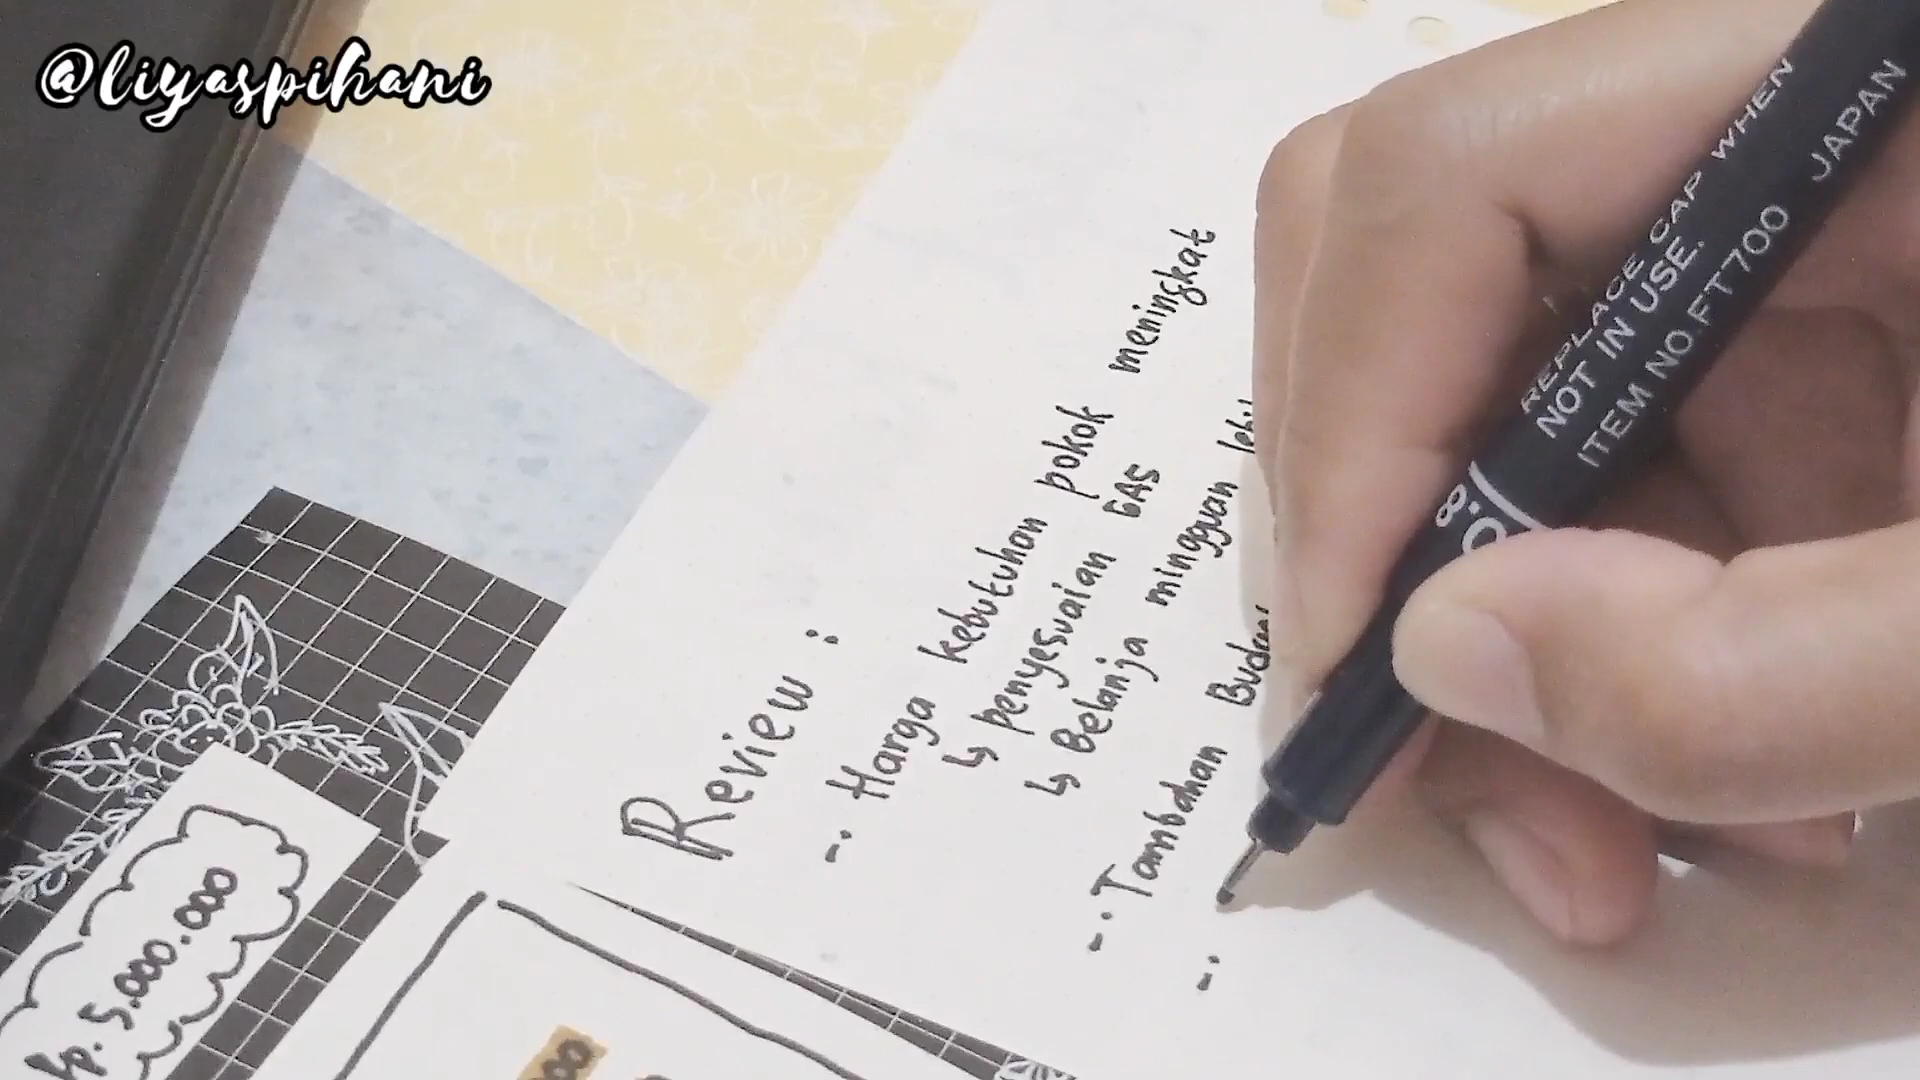 @liyaspihani
Review :
-. Harga kebutuhan pokok meningkat
↳ penyesuaian GAS
↳ Belanja mingguan
-. Tambahan
-.
Rp. 5.000.000
REPLACE CAP WHEN
NOT IN USE.
ITEM NO.FT700 JAPAN